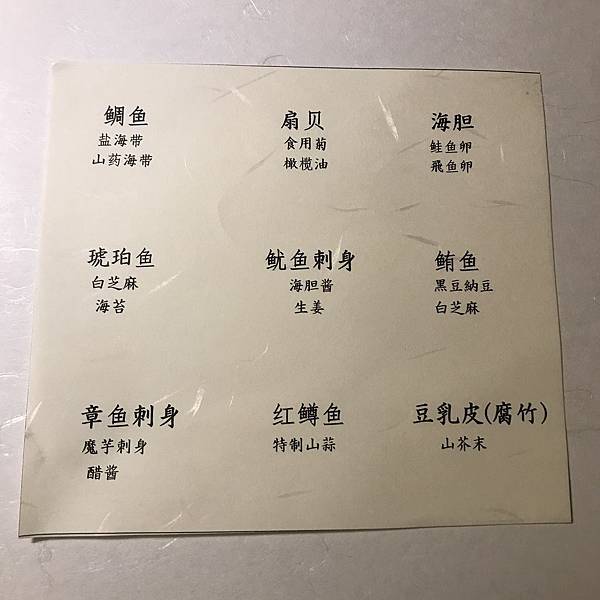 鲷鱼
盐海带
山药海带
扇贝
食用菊
橄榄油
海胆
鲑鱼卵
飛鱼卵
琥珀鱼
白芝麻
海苔
鱿鱼刺身
海胆酱
生姜
鲔鱼
黑豆納豆
白芝麻
章鱼刺身
魔芋刺身
醋酱
红鳟鱼
特制山蒜
豆乳皮(腐竹)
山芥末